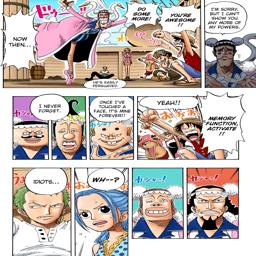 I'M SORRY,
BUT I CAN'T
SHOW YOU
ANY MORE
OF MY
POWERS.
YOU'RE
AWESOME
!!
DO
SOME
MORE!
NOW
THEN...
HE'S EASILY
PERSUADED!
MEMORY
FUNCTION,
ACTIVATE
!!
YEAH!!
ONCE I'VE
TOUCHED A
FACE, IT'S MINE
FOREVER!!
I NEVER
FORGET.
WH--?
IDIOTS...